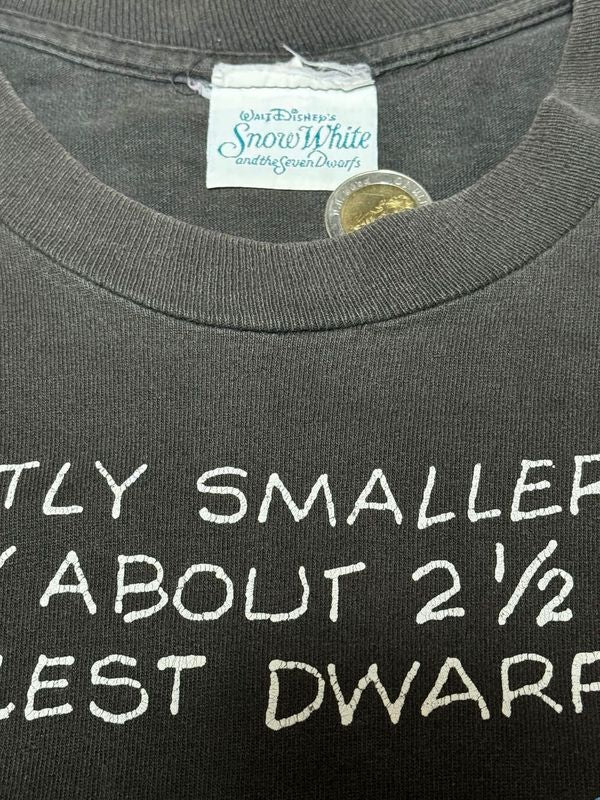 WALT DISNEY'S
Snow White
and the Seven Dwarfs
TLY SMALLER
ABOUT 2 1/2
LEST DWARF